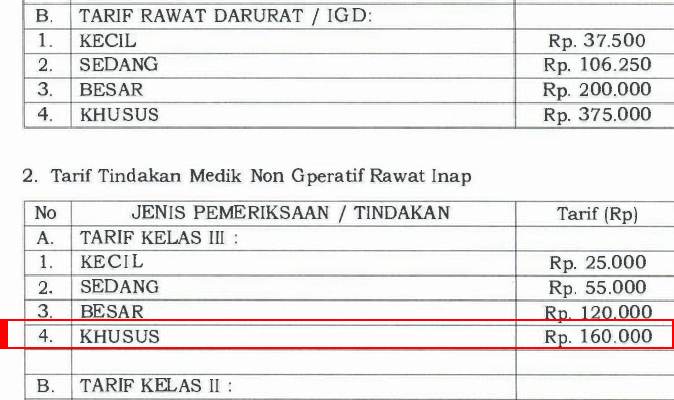 B. TARIF RAWAT DARURAT / IGD:
1. KECIL Rp. 37.500
2. SEDANG Rp. 106.250
3. BESAR Rp. 200.000
4. KHUSUS Rp. 375.000
2. Tarif Tindakan Medik Non Gperatif Rawat Inap
No JENIS PEMERIKSAAN / TINDAKAN Tarif (Rp)
A. TARIF KELAS III :
1. KECIL Rp. 25.000
2. SEDANG Rp. 55.000
3. BESAR Rp. 120.000
4. KHUSUS Rp. 160.000
B. TARIF KELAS II :